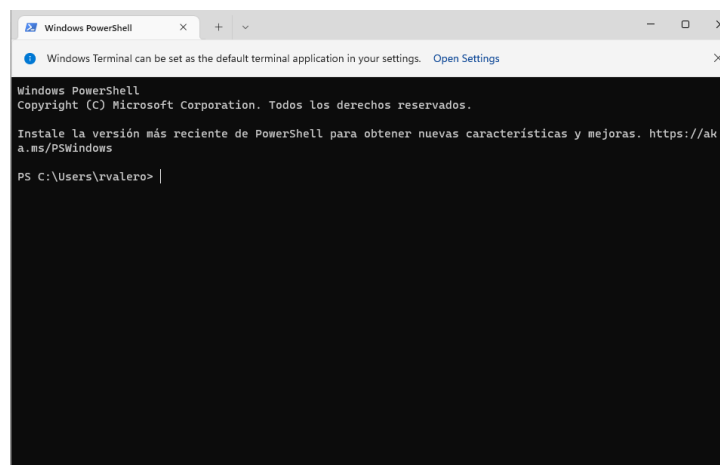 Windows PowerShell
Windows Terminal can be set as the default terminal application in your settings. Open Settings
Windows PowerShell
Copyright (C) Microsoft Corporation. Todos los derechos reservados.
Instale la versión más reciente de PowerShell para obtener nuevas características y mejoras. https://ak
a.ms/PSWindows
PS C:\Users\rvalero>